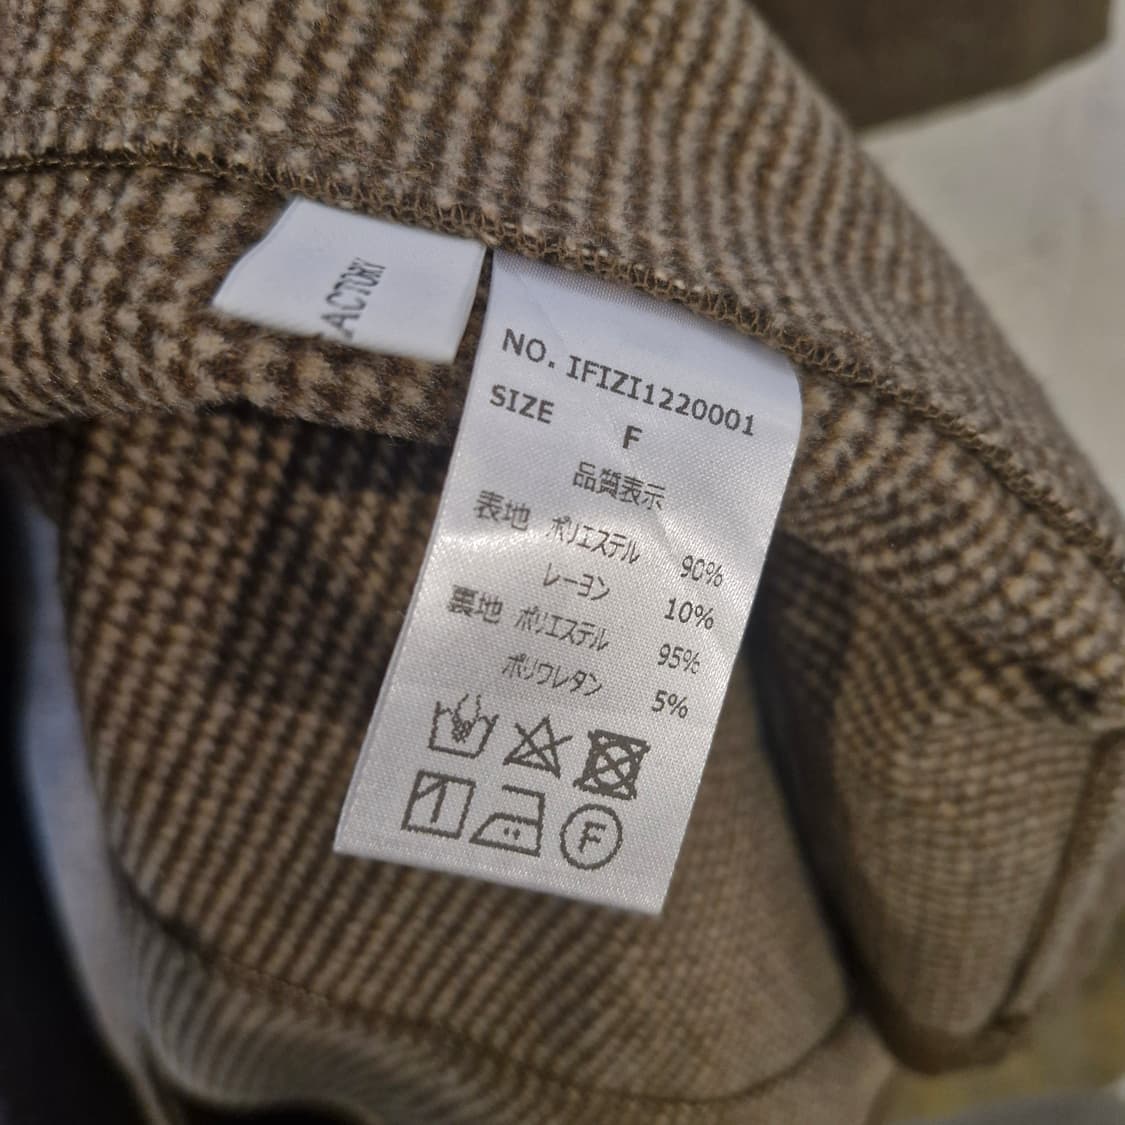 ACTORY
NO. IFIZI1220001
SIZE F
品質表示
表地 ポリエステル 90%
レーヨン 10%
裏地 ポリエステル 95%
ポリウレタン 5%
F